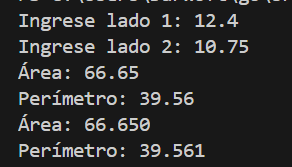 Ingrese lado 1: 12.4
Ingrese lado 2: 10.75
Área: 66.65
Perímetro: 39.56
Área: 66.650
Perímetro: 39.561